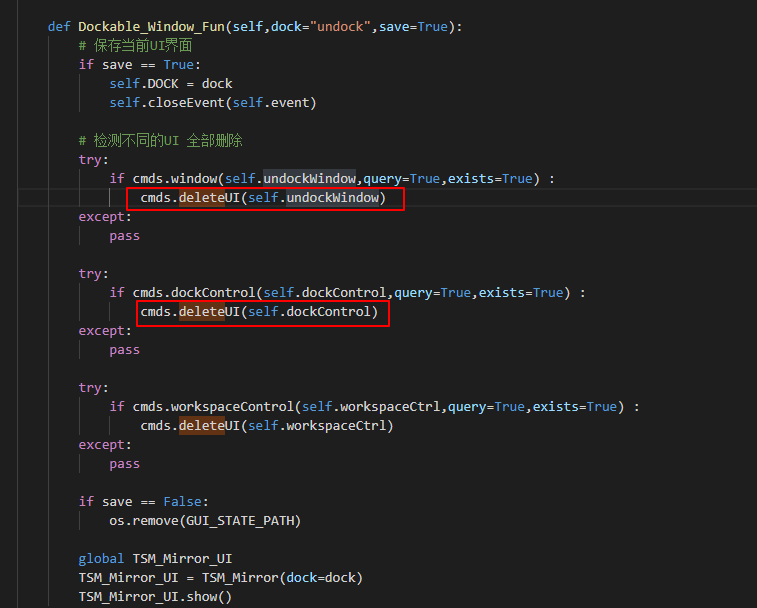 def Dockable_Window_Fun(self,dock="undock",save=True):
# 保存当前UI界面
if save == True:
self.DOCK = dock
self.closeEvent(self.event)
# 检测不同的UI 全部删除
try:
if cmds.window(self.undockWindow,query=True,exists=True) :
cmds.deleteUI(self.undockWindow)
except:
pass
try:
if cmds.dockControl(self.dockControl,query=True,exists=True) :
cmds.deleteUI(self.dockControl)
except:
pass
try:
if cmds.workspaceControl(self.workspaceCtrl,query=True,exists=True) :
cmds.deleteUI(self.workspaceCtrl)
except:
pass
if save == False:
os.remove(GUI_STATE_PATH)
global TSM_Mirror_UI
TSM_Mirror_UI = TSM_Mirror(dock=dock)
TSM_Mirror_UI.show()